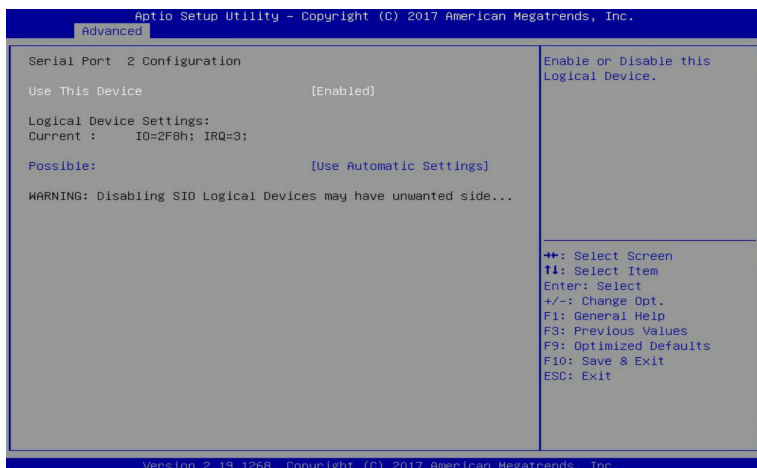 Aptio Setup Utility – Copyright (C) 2017 American Megatrends, Inc.
Advanced
Serial Port 2 Configuration
Use This Device [Enabled]
Logical Device Settings:
Current : IO=2F8h; IRQ=3;
Possible: [Use Automatic Settings]
WARNING: Disabling SIO Logical Devices may have unwanted side...
Enable or Disable this
Logical Device.
→←: Select Screen
↑↓: Select Item
Enter: Select
+/-: Change Opt.
F1: General Help
F3: Previous Values
F9: Optimized Defaults
F10: Save & Exit
ESC: Exit
Version 2.19.1268. Copyright (C) 2017 American Megatrends, Inc.